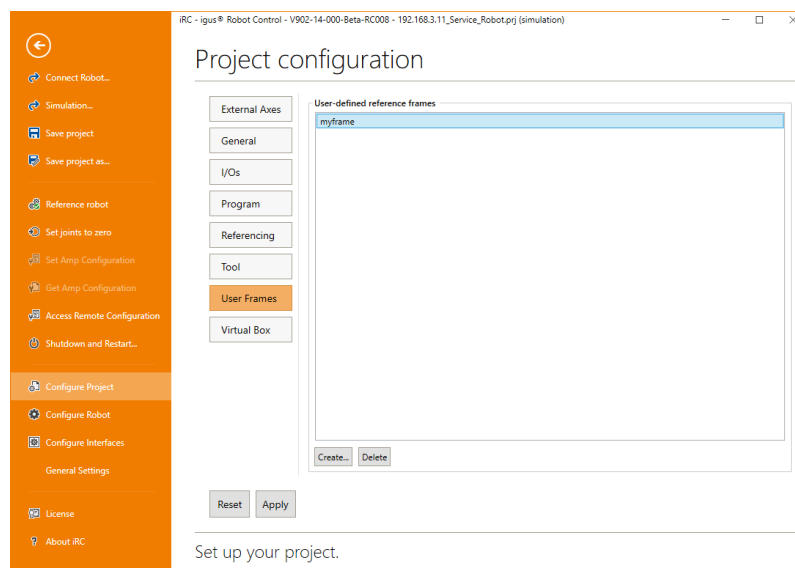 iRC - igus® Robot Control - V902-14-000-Beta-RC008 - 192.168.3.11_Service_Robot.prj (simulation)
Project configuration
Connect Robot...
Simulation...
Save project
Save project as...
Reference robot
Set joints to zero
Set Amp Configuration
Get Amp Configuration
Access Remote Configuration
Shutdown and Restart...
Configure Project
Configure Robot
Configure Interfaces
General Settings
License
About iRC
External Axes
General
I/Os
Program
Referencing
Tool
User Frames
Virtual Box
User-defined reference frames
myframe
Create... Delete
Reset Apply
Set up your project.